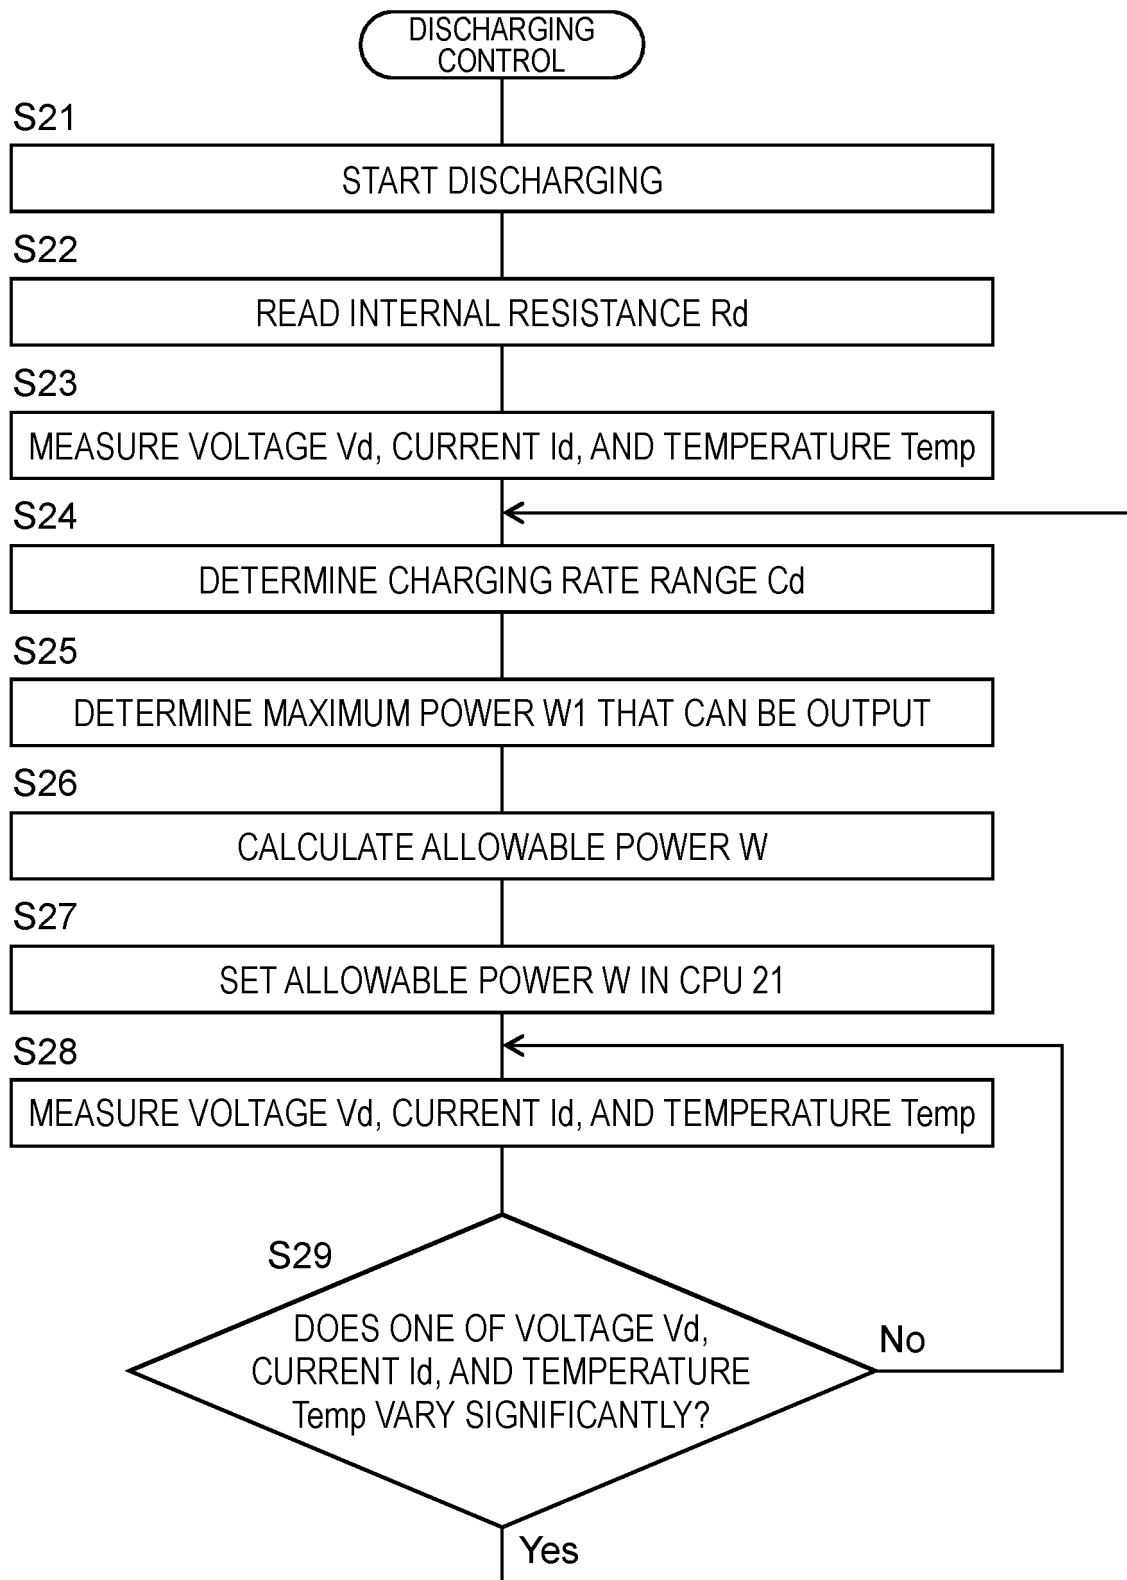 DISCHARGING
CONTROL
S21
START DISCHARGING
S22
READ INTERNAL RESISTANCE Rd
S23
MEASURE VOLTAGE Vd, CURRENT Id, AND TEMPERATURE Temp
S24
DETERMINE CHARGING RATE RANGE Cd
S25
DETERMINE MAXIMUM POWER W1 THAT CAN BE OUTPUT
S26
CALCULATE ALLOWABLE POWER W
S27
SET ALLOWABLE POWER W IN CPU 21
S28
MEASURE VOLTAGE Vd, CURRENT Id, AND TEMPERATURE Temp
S29
DOES ONE OF VOLTAGE Vd,
CURRENT Id, AND TEMPERATURE
Temp VARY SIGNIFICANTLY?
No
Yes